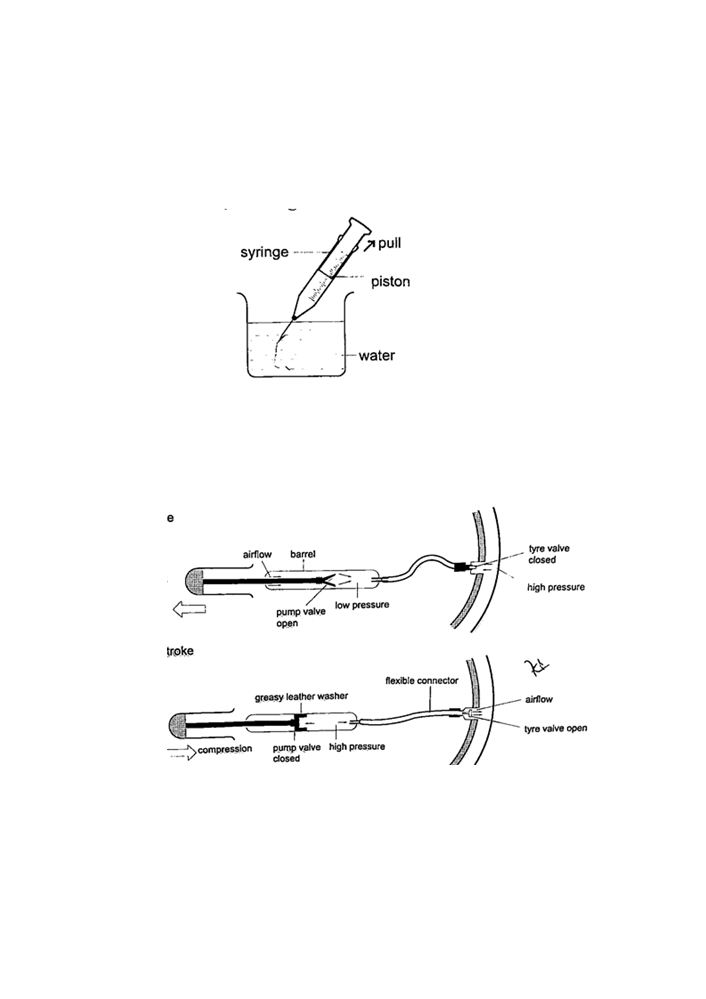 pull
syringe
piston
water
e
airflow
barrel
tyre valve
closed
high pressure
low pressure
pump valve
open
troke
flexible connector
greasy leather washer
airflow
tyre valve open
compression
pump valve
closed
high pressure